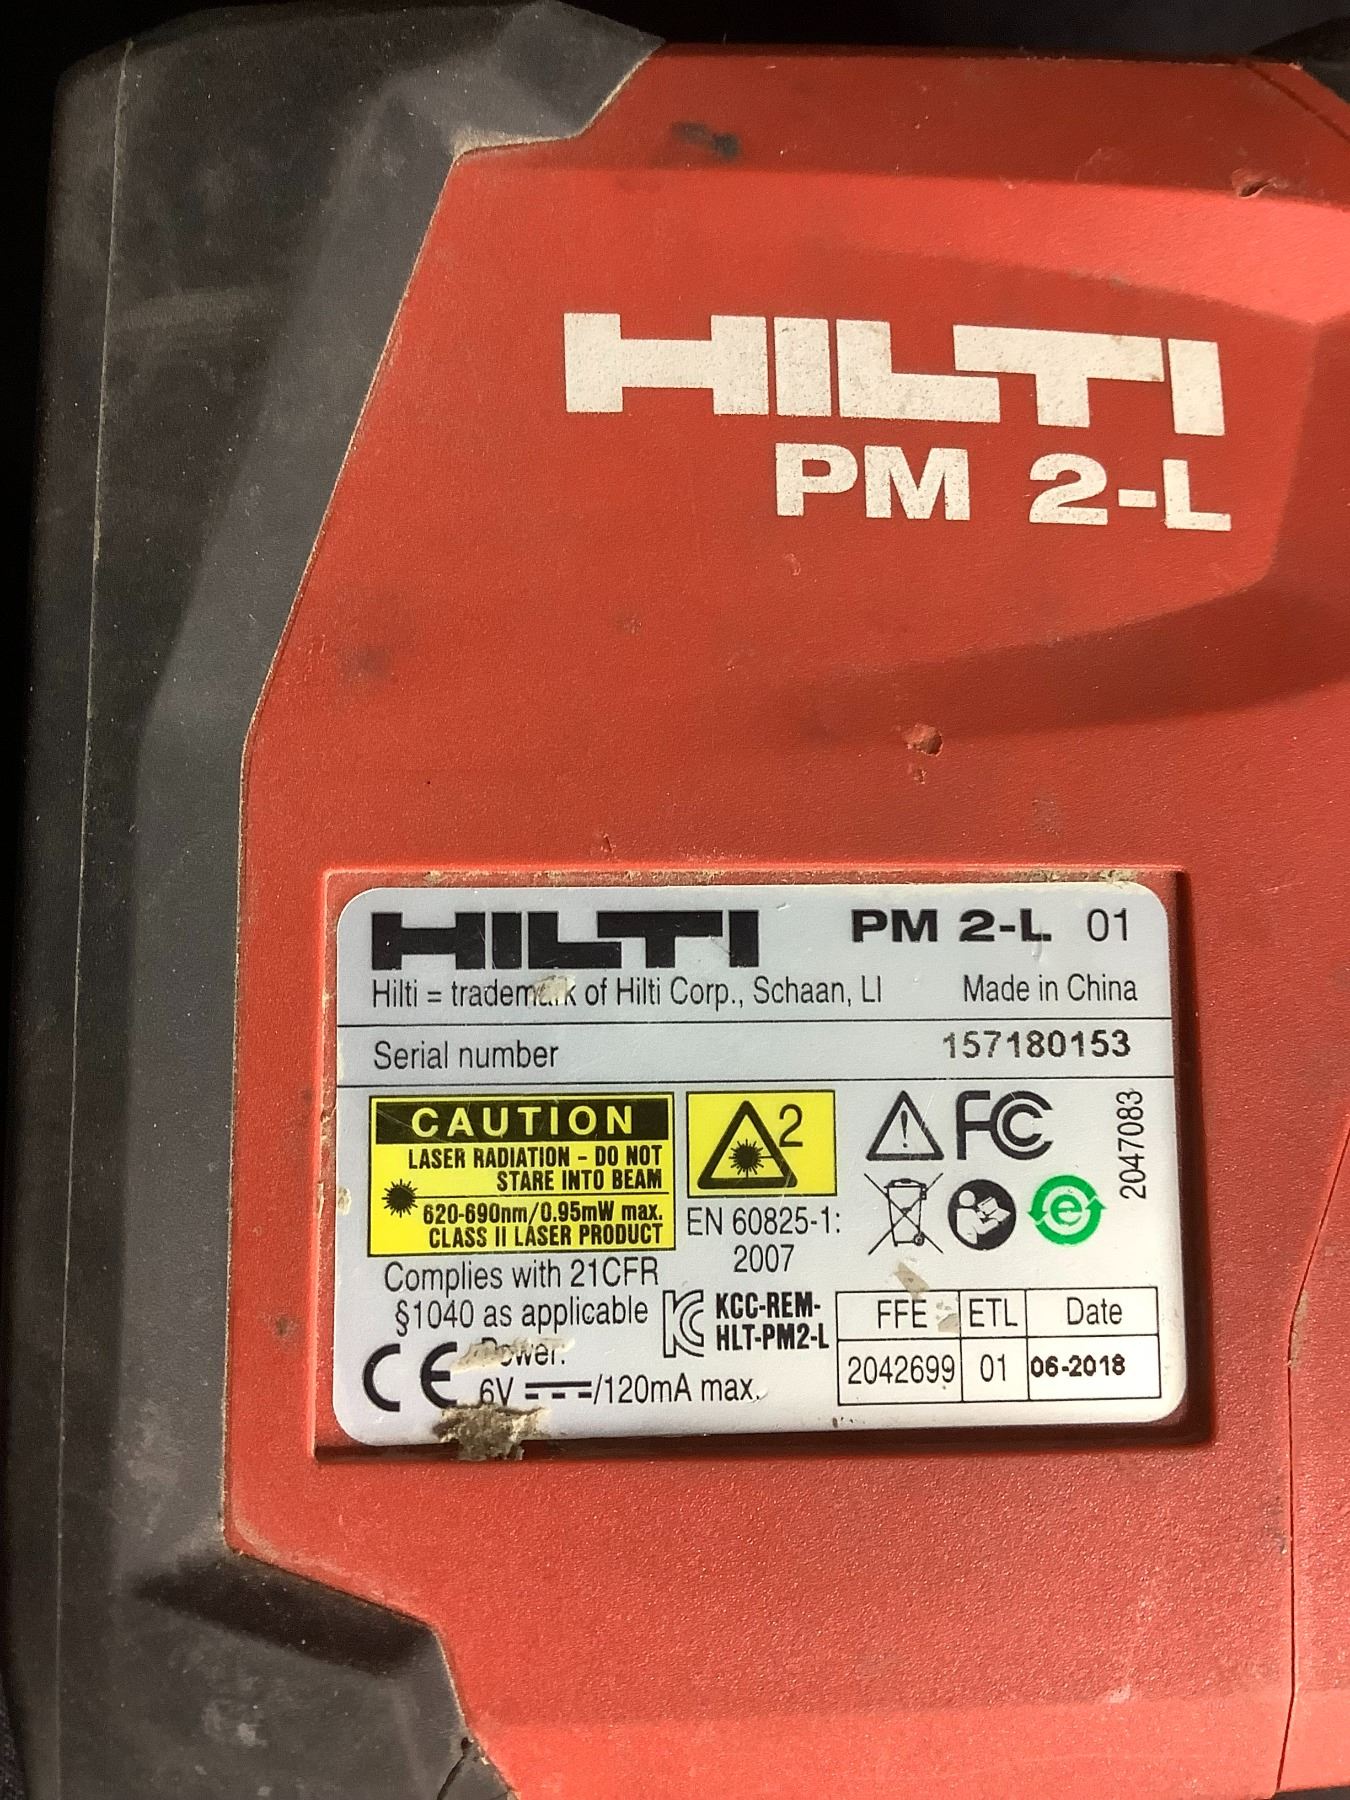 HILTI
PM 2-L
HILTI PM 2-L 01
Hilti = trademark of Hilti Corp., Schaan, LI Made in China
Serial number 157180153
CAUTION
LASER RADIATION - DO NOT
STARE INTO BEAM
620-690nm/0.95mW max.
CLASS II LASER PRODUCT
2
EN 60825-1:
2007
FC
2047083
e
Complies with 21CFR
§1040 as applicable
KCC-REM-
HLT-PM2-L
CE Power:
6V ⎓/120mA max.
FFE ETL Date
2042699 01 06-2018